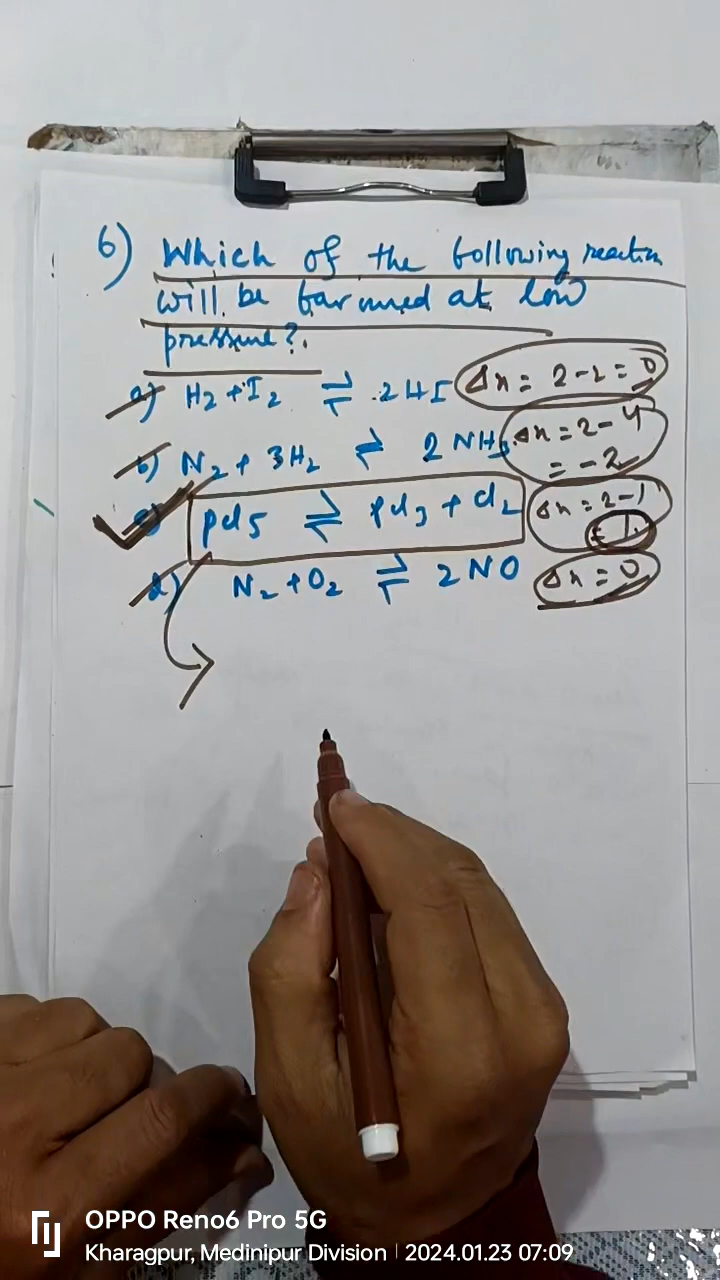 6) Which of the following reaction
will be favoured at low
pressure?
a) H₂ + I₂ ⇌ 2HI Δn = 2-2 = 0
b) N₂ + 3H₂ ⇌ 2NH₃ Δn = 2-4
= -2
c) pcl₅ ⇌ pcl₃ + cl₂ Δn = 2-1
= 1
d) N₂ + O₂ ⇌ 2NO Δn = 0
OPPO Reno6 Pro 5G
Kharagpur, Medinipur Division | 2024.01.23 07:09